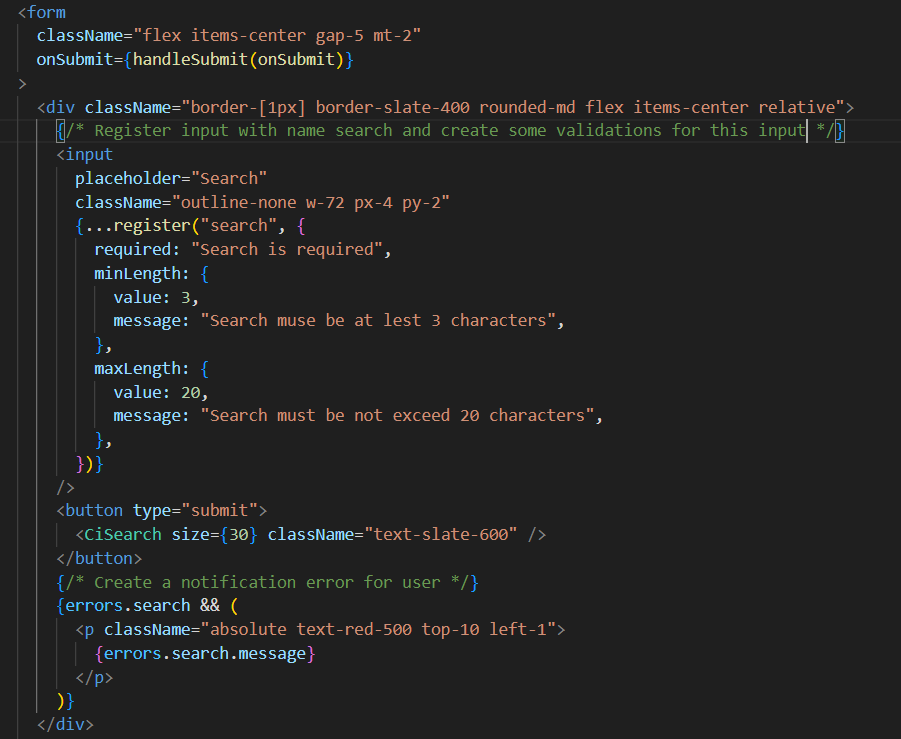 <form
className="flex items-center gap-5 mt-2"
onSubmit={handleSubmit(onSubmit)}
>
<div className="border-[1px] border-slate-400 rounded-md flex items-center relative">
{/* Register input with name search and create some validations for this input */}
<input
placeholder="Search"
className="outline-none w-72 px-4 py-2"
{...register("search", {
required: "Search is required",
minLength: {
value: 3,
message: "Search muse be at lest 3 characters",
},
maxLength: {
value: 20,
message: "Search must be not exceed 20 characters",
},
})}
/>
<button type="submit">
<CiSearch size={30} className="text-slate-600" />
</button>
{/* Create a notification error for user */}
{errors.search && (
<p className="absolute text-red-500 top-10 left-1">
{errors.search.message}
</p>
)}
</div>